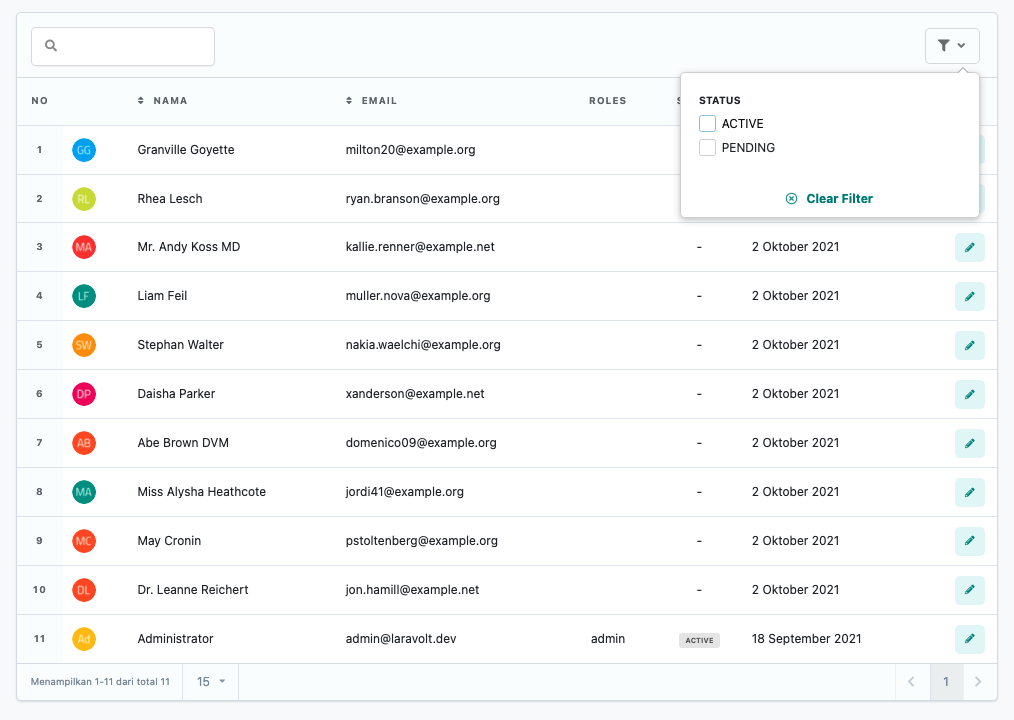 NO NAMA EMAIL ROLES S
STATUS
ACTIVE
PENDING
Clear Filter
1 GG Granville Goyette milton20@example.org
2 RL Rhea Lesch ryan.branson@example.org
3 MA Mr. Andy Koss MD kallie.renner@example.net - 2 Oktober 2021
4 LF Liam Feil muller.nova@example.org - 2 Oktober 2021
5 SW Stephan Walter nakia.waelchi@example.org - 2 Oktober 2021
6 DP Daisha Parker xanderson@example.net - 2 Oktober 2021
7 AB Abe Brown DVM domenico09@example.org - 2 Oktober 2021
8 MA Miss Alysha Heathcote jordi41@example.org - 2 Oktober 2021
9 MC May Cronin pstoltenberg@example.org - 2 Oktober 2021
10 DL Dr. Leanne Reichert jon.hamill@example.net - 2 Oktober 2021
11 Ad Administrator admin@laravolt.dev admin ACTIVE 18 September 2021
Menampilkan 1-11 dari total 11 15 1